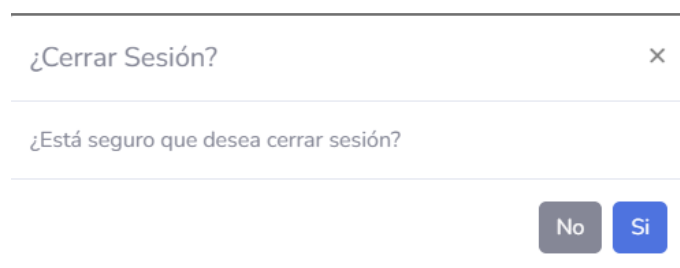 ¿Cerrar Sesión? ×
¿Está seguro que desea cerrar sesión?
No Si